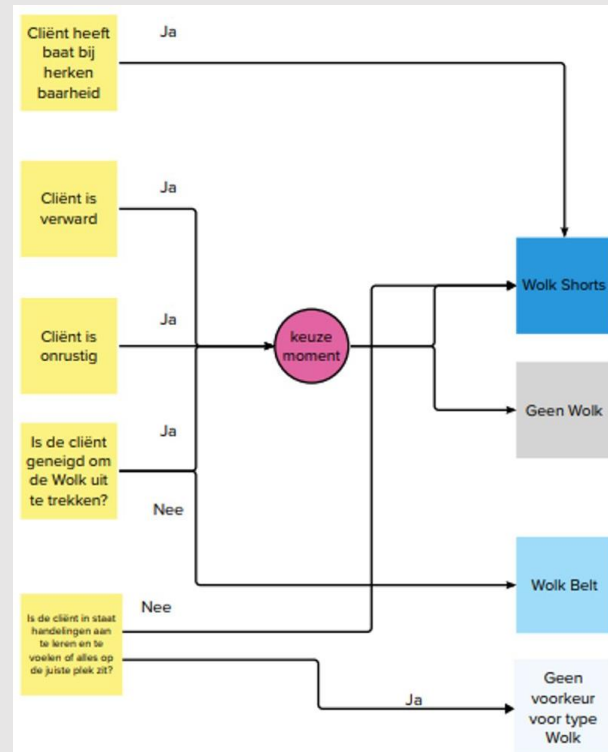 Cliënt heeft
baat bij
herken
baarheid
Ja
Cliënt is
verward
Ja
Cliënt is
onrustig
Ja
Is de cliënt
geneigd om
de Wolk uit
te trekken?
Ja
Nee
Is de cliënt in staat
handelingen aan
te leren en te
voelen of alles op
de juiste plek zit?
Nee
Ja
keuze
moment
Wolk Shorts
Geen Wolk
Wolk Belt
Geen
voorkeur
voor type
Wolk